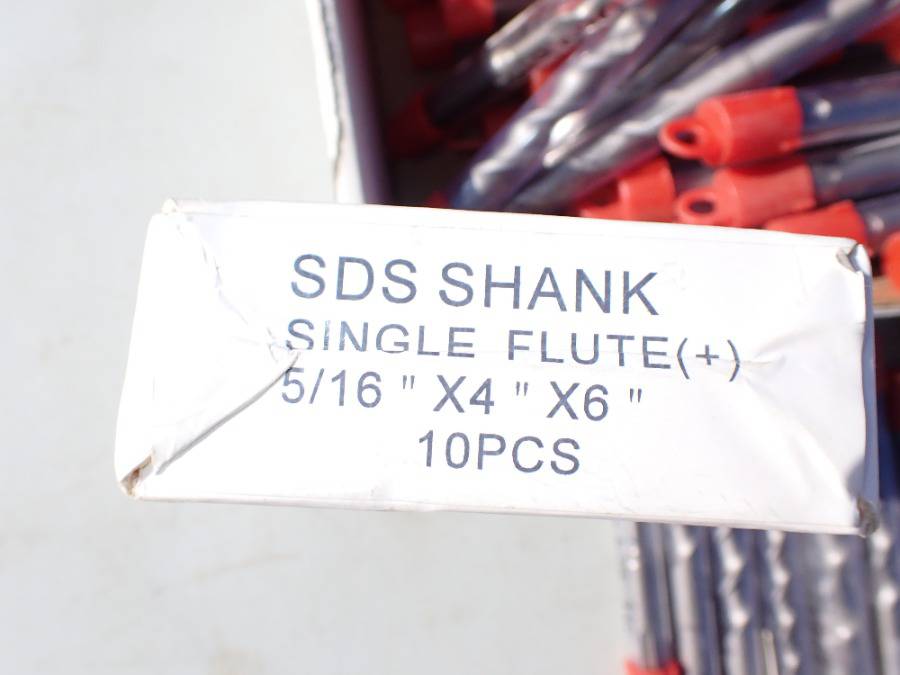 SDS SHANK
SINGLE FLUTE(+)
5/16 " X4 " X6 "
10PCS